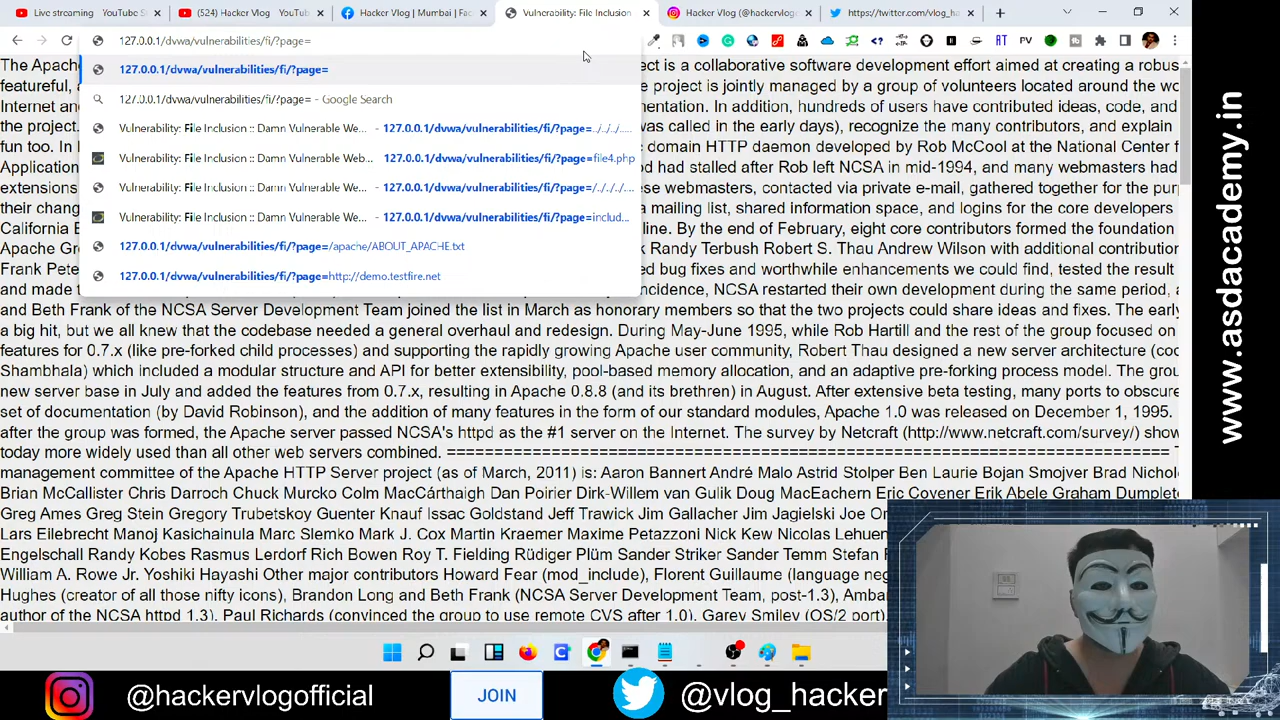 Live streaming - YouTube S
(524) Hacker Vlog - YouTube
Hacker Vlog | Mumbai | Fac
Vulnerability: File Inclusion
Hacker Vlog (@hackervlog
https://twitter.com/vlog_h
127.0.0.1/dvwa/vulnerabilities/fi/?page=
127.0.0.1/dvwa/vulnerabilities/fi/?page=
127.0.0.1/dvwa/vulnerabilities/fi/?page= - Google Search
Vulnerability: File Inclusion :: Damn Vulnerable We... - 127.0.0.1/dvwa/vulnerabilities/fi/?page=../../../....
Vulnerability: File Inclusion :: Damn Vulnerable Web... 127.0.0.1/dvwa/vulnerabilities/fi/?page=file4.php
Vulnerability: File Inclusion :: Damn Vulnerable We... - 127.0.0.1/dvwa/vulnerabilities/fi/?page=/././././....
Vulnerability: File Inclusion :: Damn Vulnerable We... - 127.0.0.1/dvwa/vulnerabilities/fi/?page=includ...
127.0.0.1/dvwa/vulnerabilities/fi/?page=/apache/ABOUT_APACHE.txt
127.0.0.1/dvwa/vulnerabilities/fi/?page=http://demo.testfire.net
The Apach ect is a collaborative software development effort aimed at creating a robus
featureful, a e project is jointly managed by a group of volunteers located around the wo
Internet and mentation. In addition, hundreds of users have contributed ideas, code, and
the project. was called in the early days), recognize the many contributors, and explain
fun too. In domain HTTP daemon developed by Rob McCool at the National Center f
Application od had stalled after Rob left NCSA in mid-1994, and many webmasters had
extensions se webmasters, contacted via private e-mail, gathered together for the pur
their chang a mailing list, shared information space, and logins for the core developers
California E line. By the end of February, eight core contributors formed the foundation
Apache Gr Randy Terbush Robert S. Thau Andrew Wilson with additional contributi
Frank Pete d bug fixes and worthwhile enhancements we could find, tested the result
and made t incidence, NCSA restarted their own development during the same period, a
and Beth Frank of the NCSA Server Development Team joined the list in March as honorary members so that the two projects could share ideas and fixes. The early
a big hit, but we all knew that the codebase needed a general overhaul and redesign. During May-June 1995, while Rob Hartill and the rest of the group focused on
features for 0.7.x (like pre-forked child processes) and supporting the rapidly growing Apache user community, Robert Thau designed a new server architecture (coc
Shambhala) which included a modular structure and API for better extensibility, pool-based memory allocation, and an adaptive pre-forking process model. The grou
new server base in July and added the features from 0.7.x, resulting in Apache 0.8.8 (and its brethren) in August. After extensive beta testing, many ports to obscure
set of documentation (by David Robinson), and the addition of many features in the form of our standard modules, Apache 1.0 was released on December 1, 1995.
after the group was formed, the Apache server passed NCSA's httpd as the #1 server on the Internet. The survey by Netcraft (http://www.netcraft.com/survey/) show
today more widely used than all other web servers combined. ========================================================================
management committee of the Apache HTTP Server project (as of March, 2011) is: Aaron Bannert André Malo Astrid Stolper Ben Laurie Bojan Smojver Brad Nichole
Brian McCallister Chris Darroch Chuck Murcko Colm MacCárthaigh Dan Poirier Dirk-Willem van Gulik Doug MacEachern Eric Covener Erik Abele Graham Dumplet
Greg Ames Greg Stein Gregory Trubetskoy Guenter Knauf Issac Goldstand Jeff Trawick Jim Gallacher Jim Jagielski Joe Or
Lars Eilebrecht Manoj Kasichainula Marc Slemko Mark J. Cox Martin Kraemer Maxime Petazzoni Nick Kew Nicolas Lehuen
Engelschall Randy Kobes Rasmus Lerdorf Rich Bowen Roy T. Fielding Rüdiger Plüm Sander Striker Sander Temm Stefan F
William A. Rowe Jr. Yoshiki Hayashi Other major contributors Howard Fear (mod_include), Florent Guillaume (language neg
Hughes (creator of all those nifty icons), Brandon Long and Beth Frank (NCSA Server Development Team, post-1.3), Amba
author of the NCSA httpd 1.3). Paul Richards (convinced the group to use remote CVS after 1.0). Garey Smiley (OS/2 port)
www.asdacademy.in
@hackervlogofficial
JOIN
@vlog_hacker